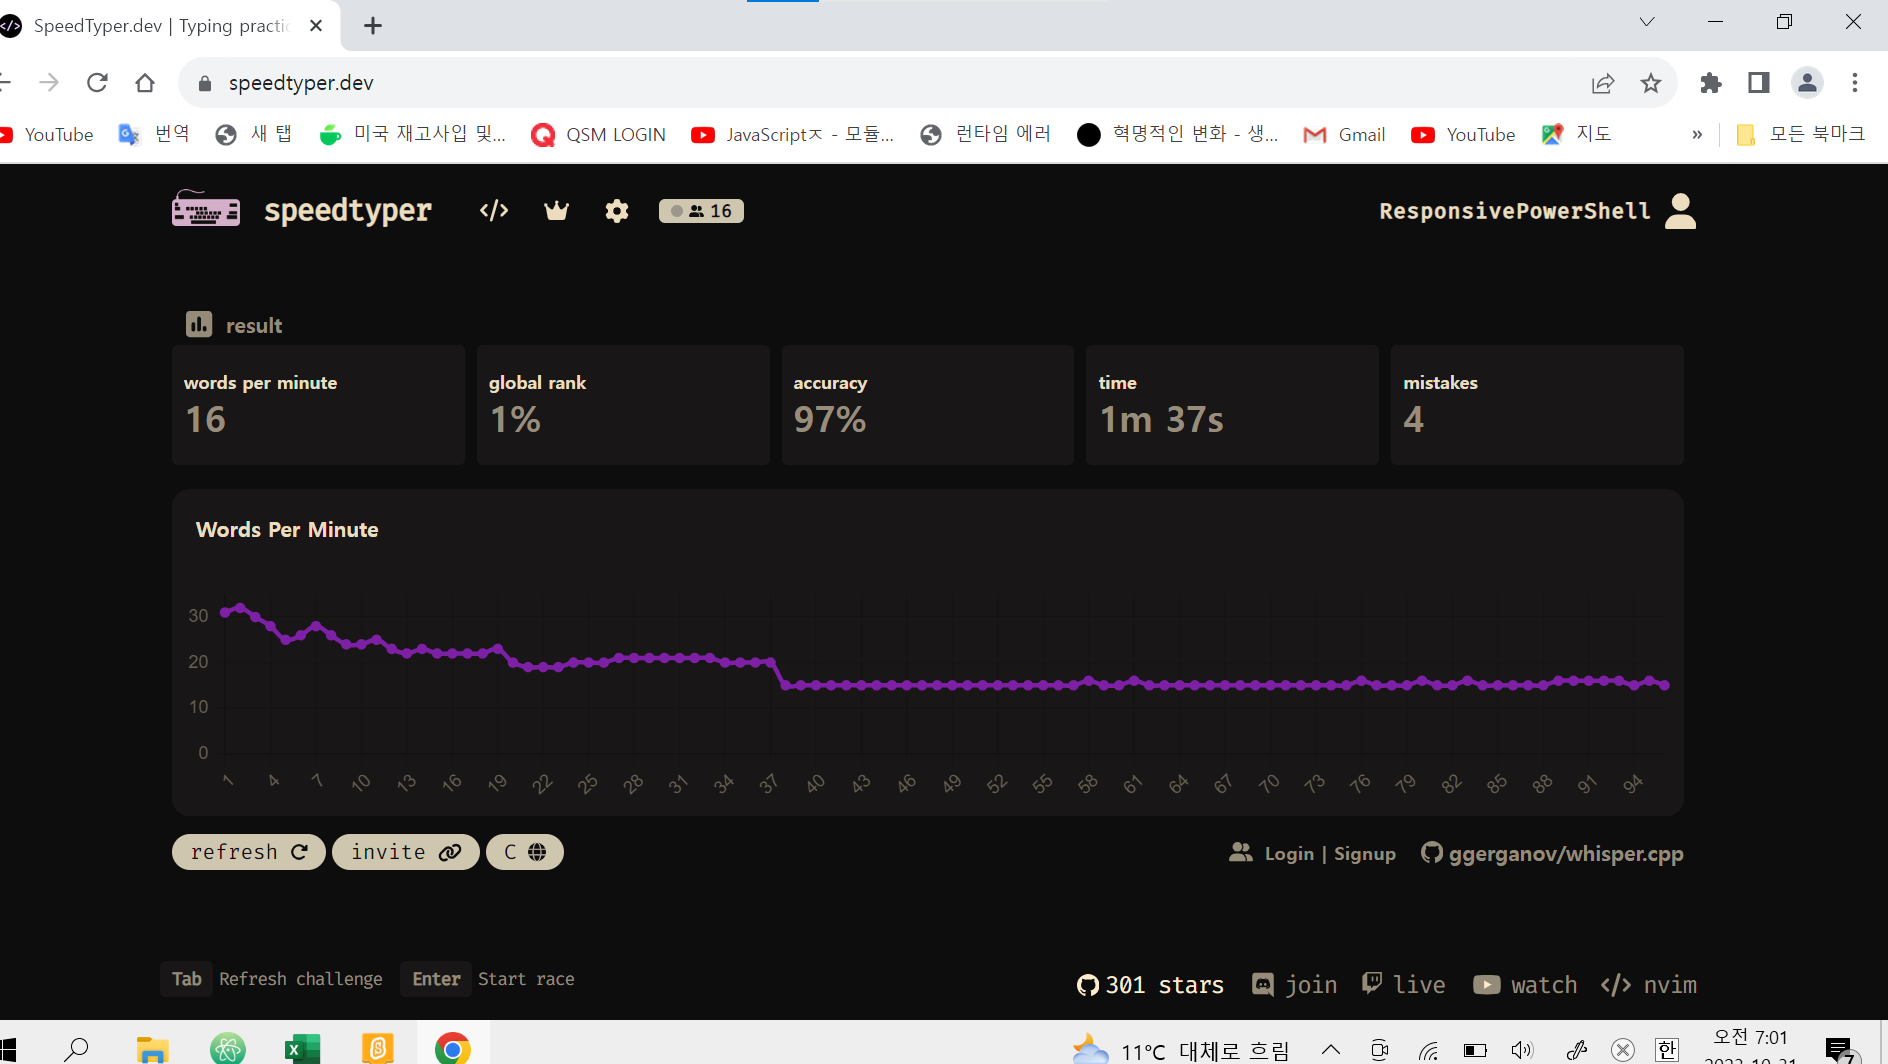 SpeedTyper.dev | Typing practic
speedtyper.dev
YouTube 번역 새 탭 미국 재고사입 및... QSM LOGIN JavaScriptㅈ - 모듈... 런타임 에러 혁명적인 변화 - 생... Gmail YouTube 지도 » 모든 북마크
speedtyper </> 16 ResponsivePowerShell
result
words per minute global rank accuracy time mistakes
16 1% 97% 1m 37s 4
Words Per Minute
30
20
10
0
1 4 7 10 13 16 19 22 25 28 31 34 37 40 43 46 49 52 55 58 61 64 67 70 73 76 79 82 85 88 91 94
refresh invite C Login | Signup ggerganov/whisper.cpp
Tab Refresh challenge Enter Start race 301 stars join live watch </> nvim
11°C 대체로 흐림 한 오전 7:01 7